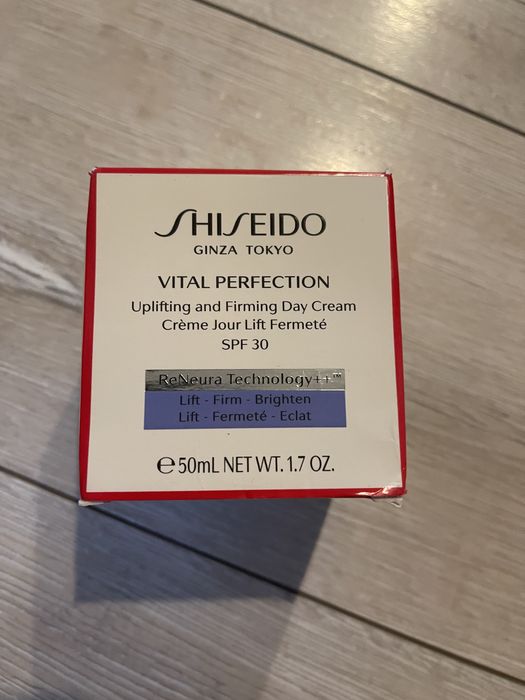 SHISEIDO
GINZA TOKYO
VITAL PERFECTION
Uplifting and Firming Day Cream
Crème Jour Lift Fermeté
SPF 30
ReNeura Technology++™
Lift - Firm - Brighten
Lift - Fermeté - Eclat
℮50mL NET WT. 1.7 OZ.